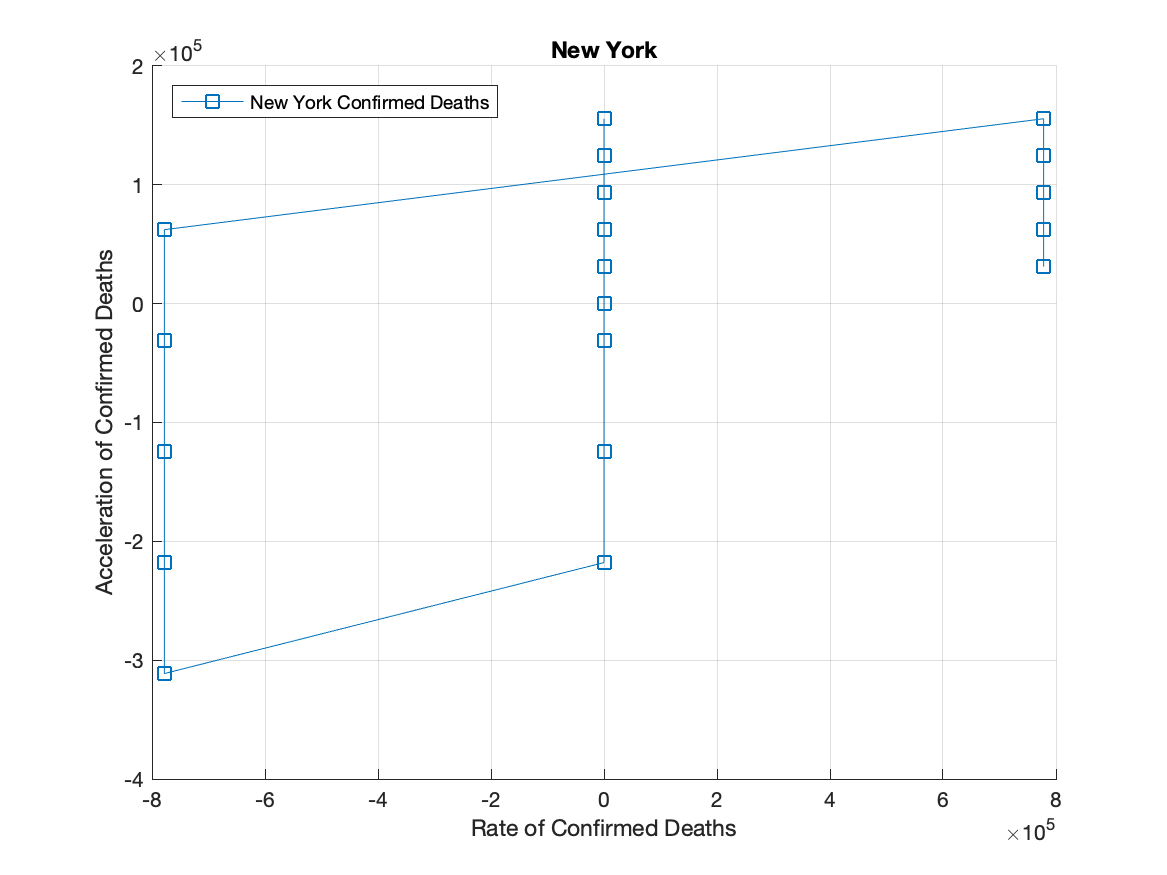 New York
×10^5
New York Confirmed Deaths
Acceleration of Confirmed Deaths
2
1
0
-1
-2
-3
-4
-8 -6 -4 -2 0 2 4 6 8
Rate of Confirmed Deaths
×10^5